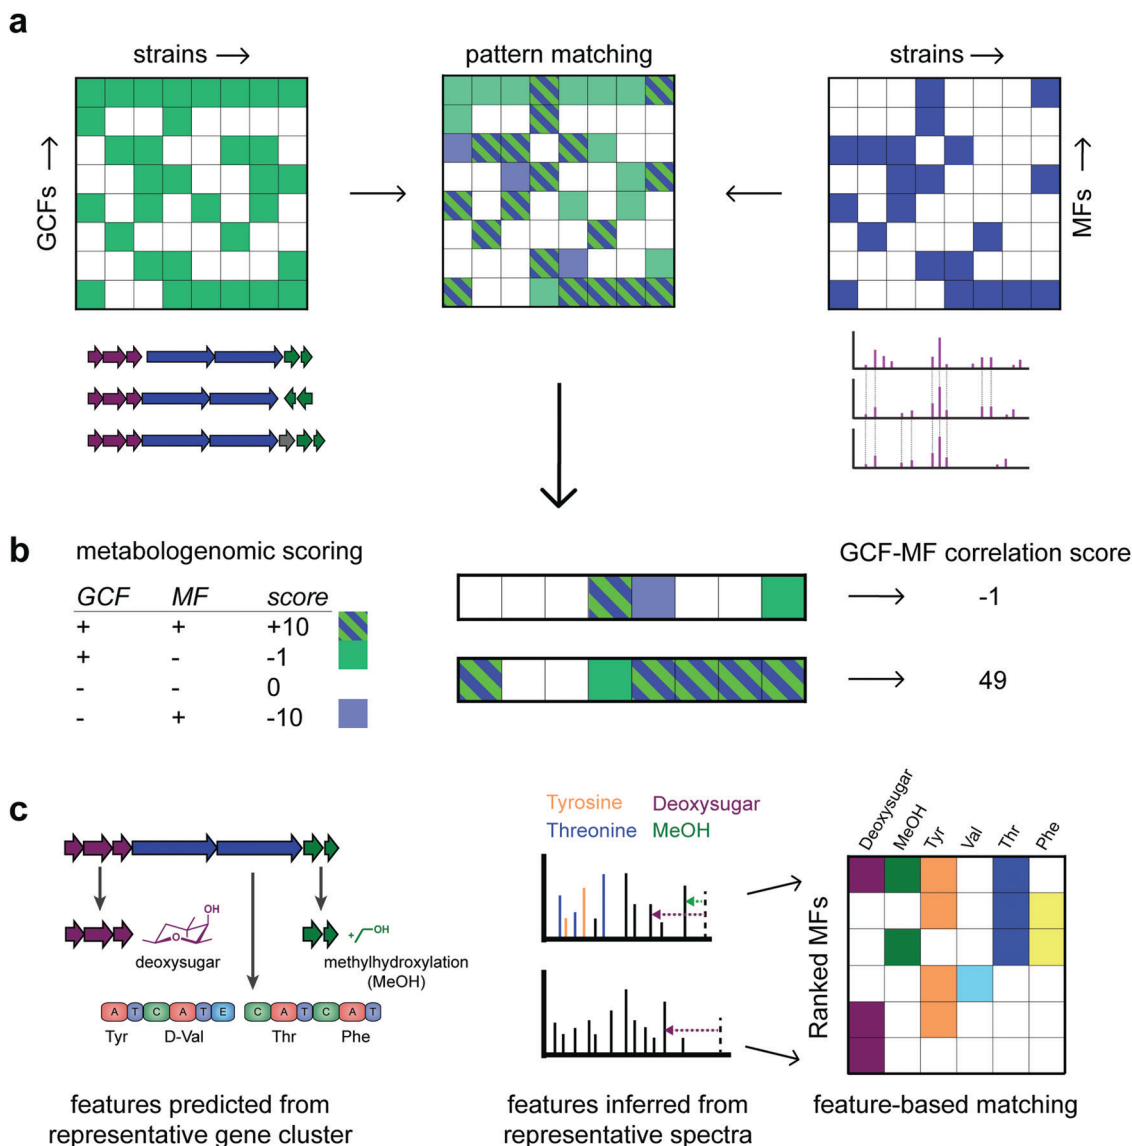 a
strains →
pattern matching
strains →
GCFs →
MFs →
b
metabologenomic scoring
GCF MF score
+ + +10
+ - -1
- - 0
- + -10
GCF-MF correlation score
-1
49
c
OH
deoxysugar
O
+ OH
methylhydroxylation
(MeOH)
A T C A T E C A T C A T
Tyr D-Val Thr Phe
features predicted from
representative gene cluster
Tyrosine Deoxysugar
Threonine MeOH
features inferred from
representative spectra
Deoxysugar
MeOH
Tyr
Val
Thr
Phe
Ranked MFs
feature-based matching